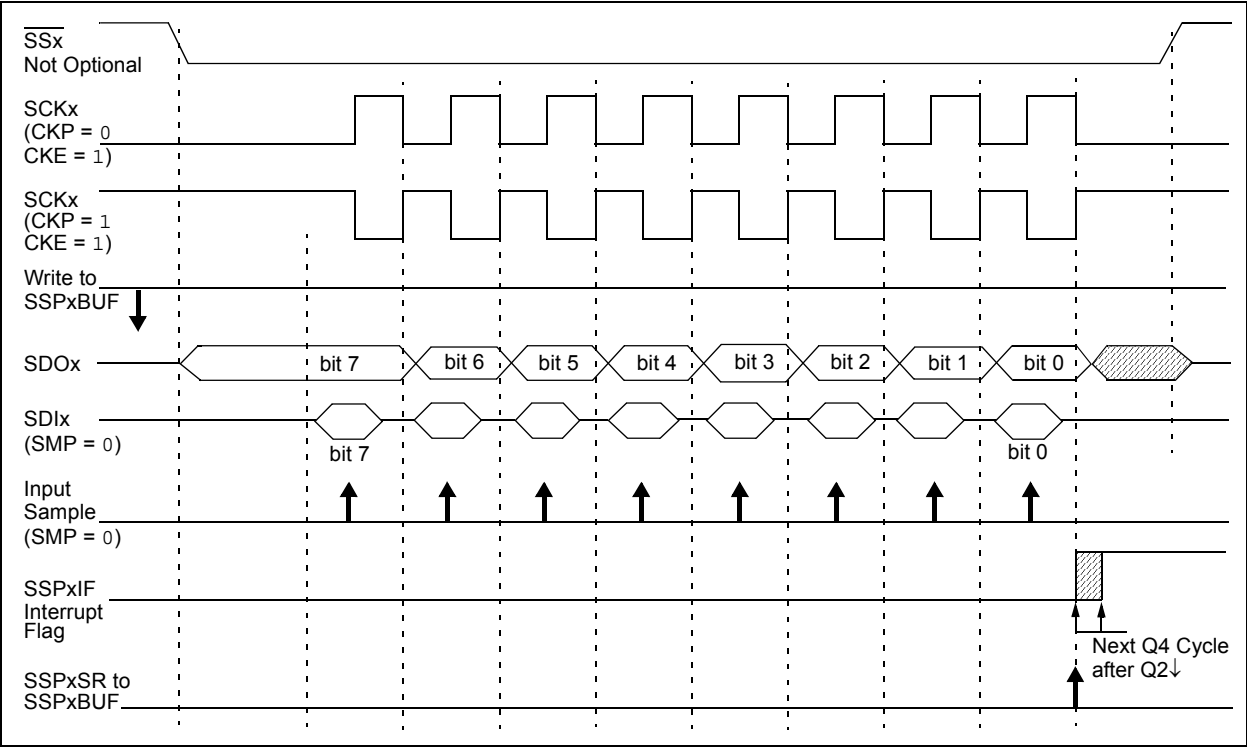 SSx
Not Optional
SCKx
(CKP = 0
CKE = 1)
SCKx
(CKP = 1
CKE = 1)
Write to
SSPxBUF
SDOx
bit 7 bit 6 bit 5 bit 4 bit 3 bit 2 bit 1 bit 0
SDIx
(SMP = 0)
bit 7 bit 0
Input
Sample
(SMP = 0)
SSPxIF
Interrupt
Flag
Next Q4 Cycle
after Q2↓
SSPxSR to
SSPxBUF